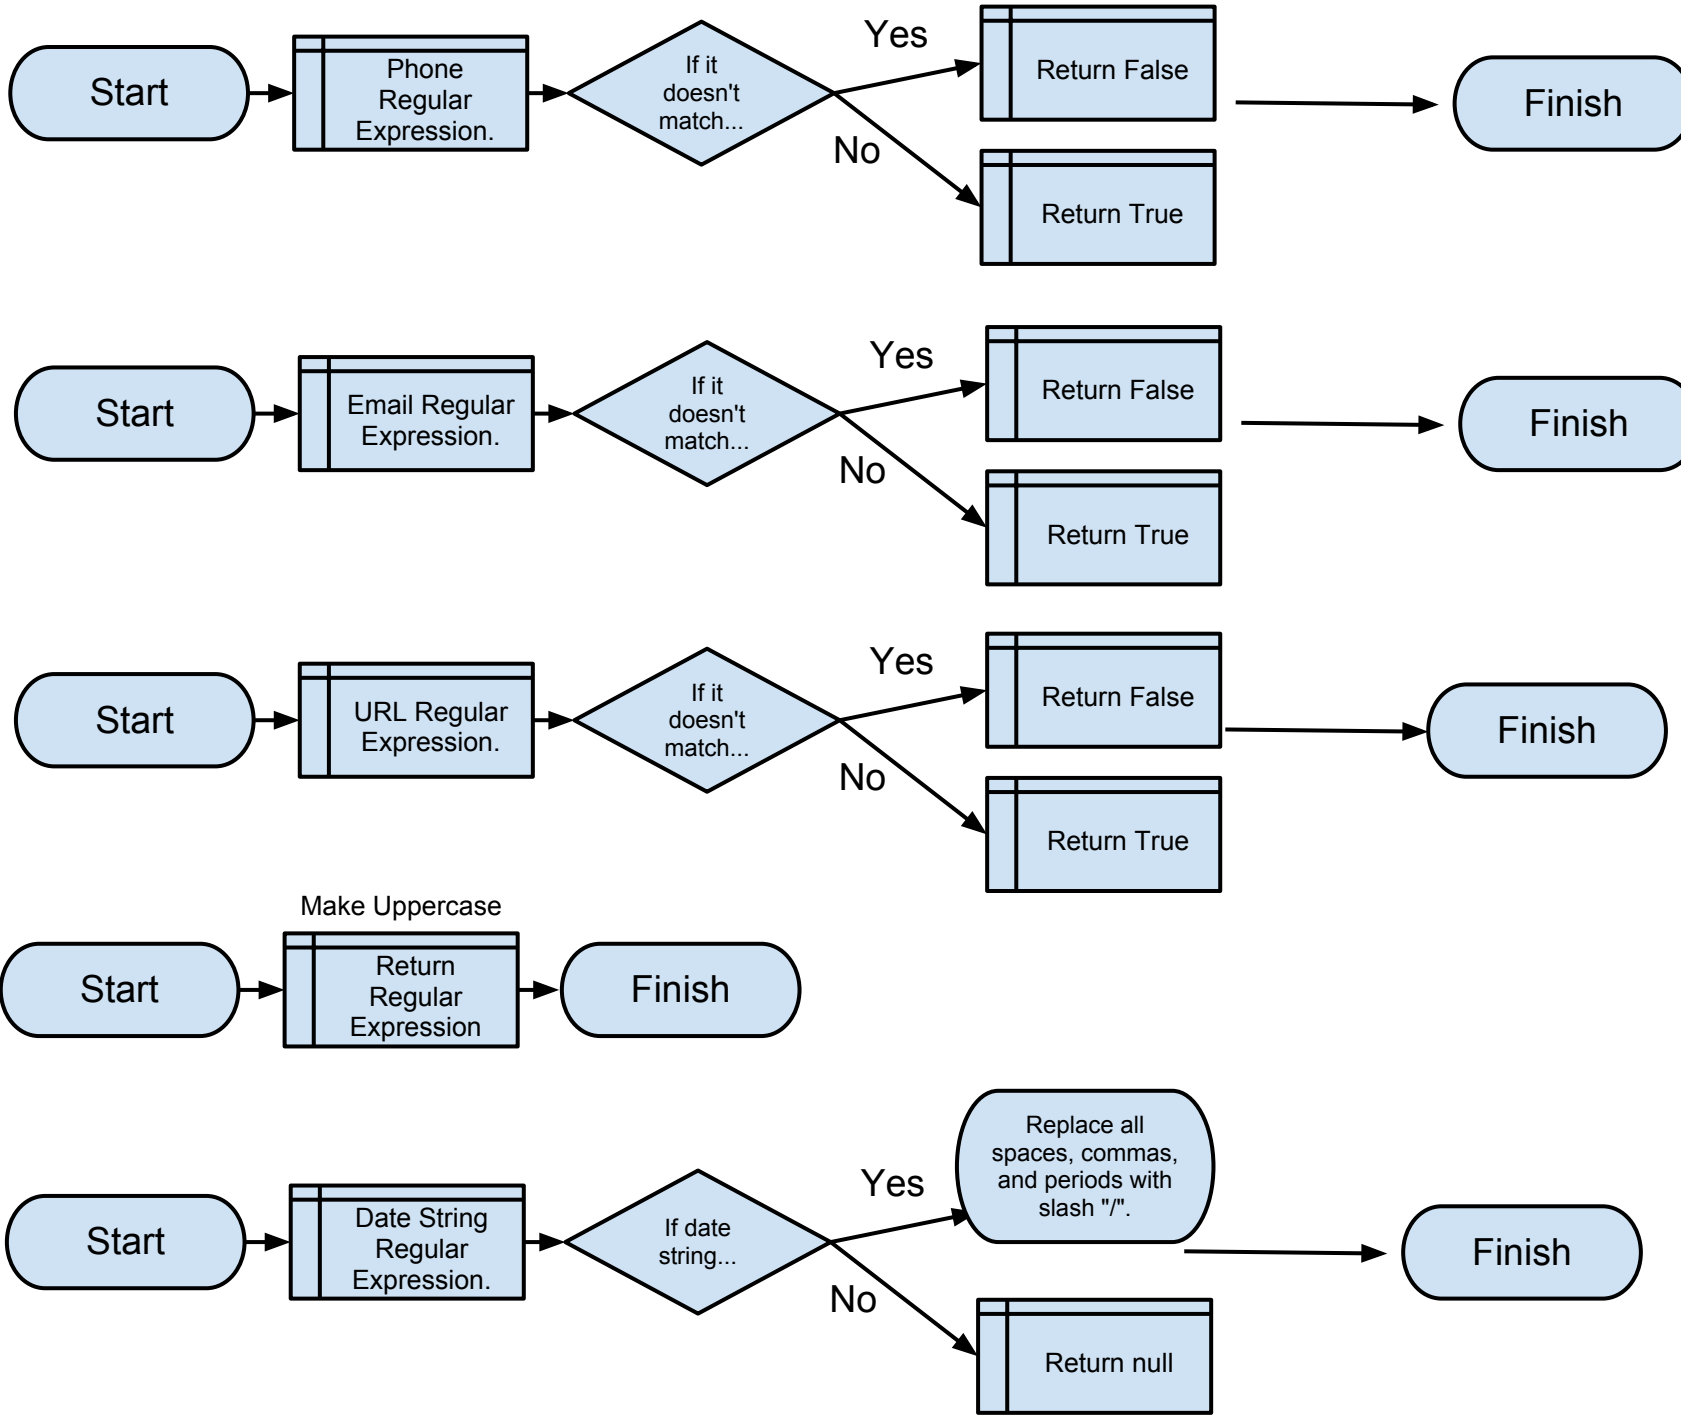 Start
Phone
Regular
Expression.
If it
doesn't
match...
Yes
No
Return False
Return True
Finish
Start
Email Regular
Expression.
If it
doesn't
match...
Yes
No
Return False
Return True
Finish
Start
URL Regular
Expression.
If it
doesn't
match...
Yes
No
Return False
Return True
Finish
Make Uppercase
Start
Return
Regular
Expression
Finish
Start
Date String
Regular
Expression.
If date
string...
Yes
No
Replace all
spaces, commas,
and periods with
slash "/".
Return null
Finish